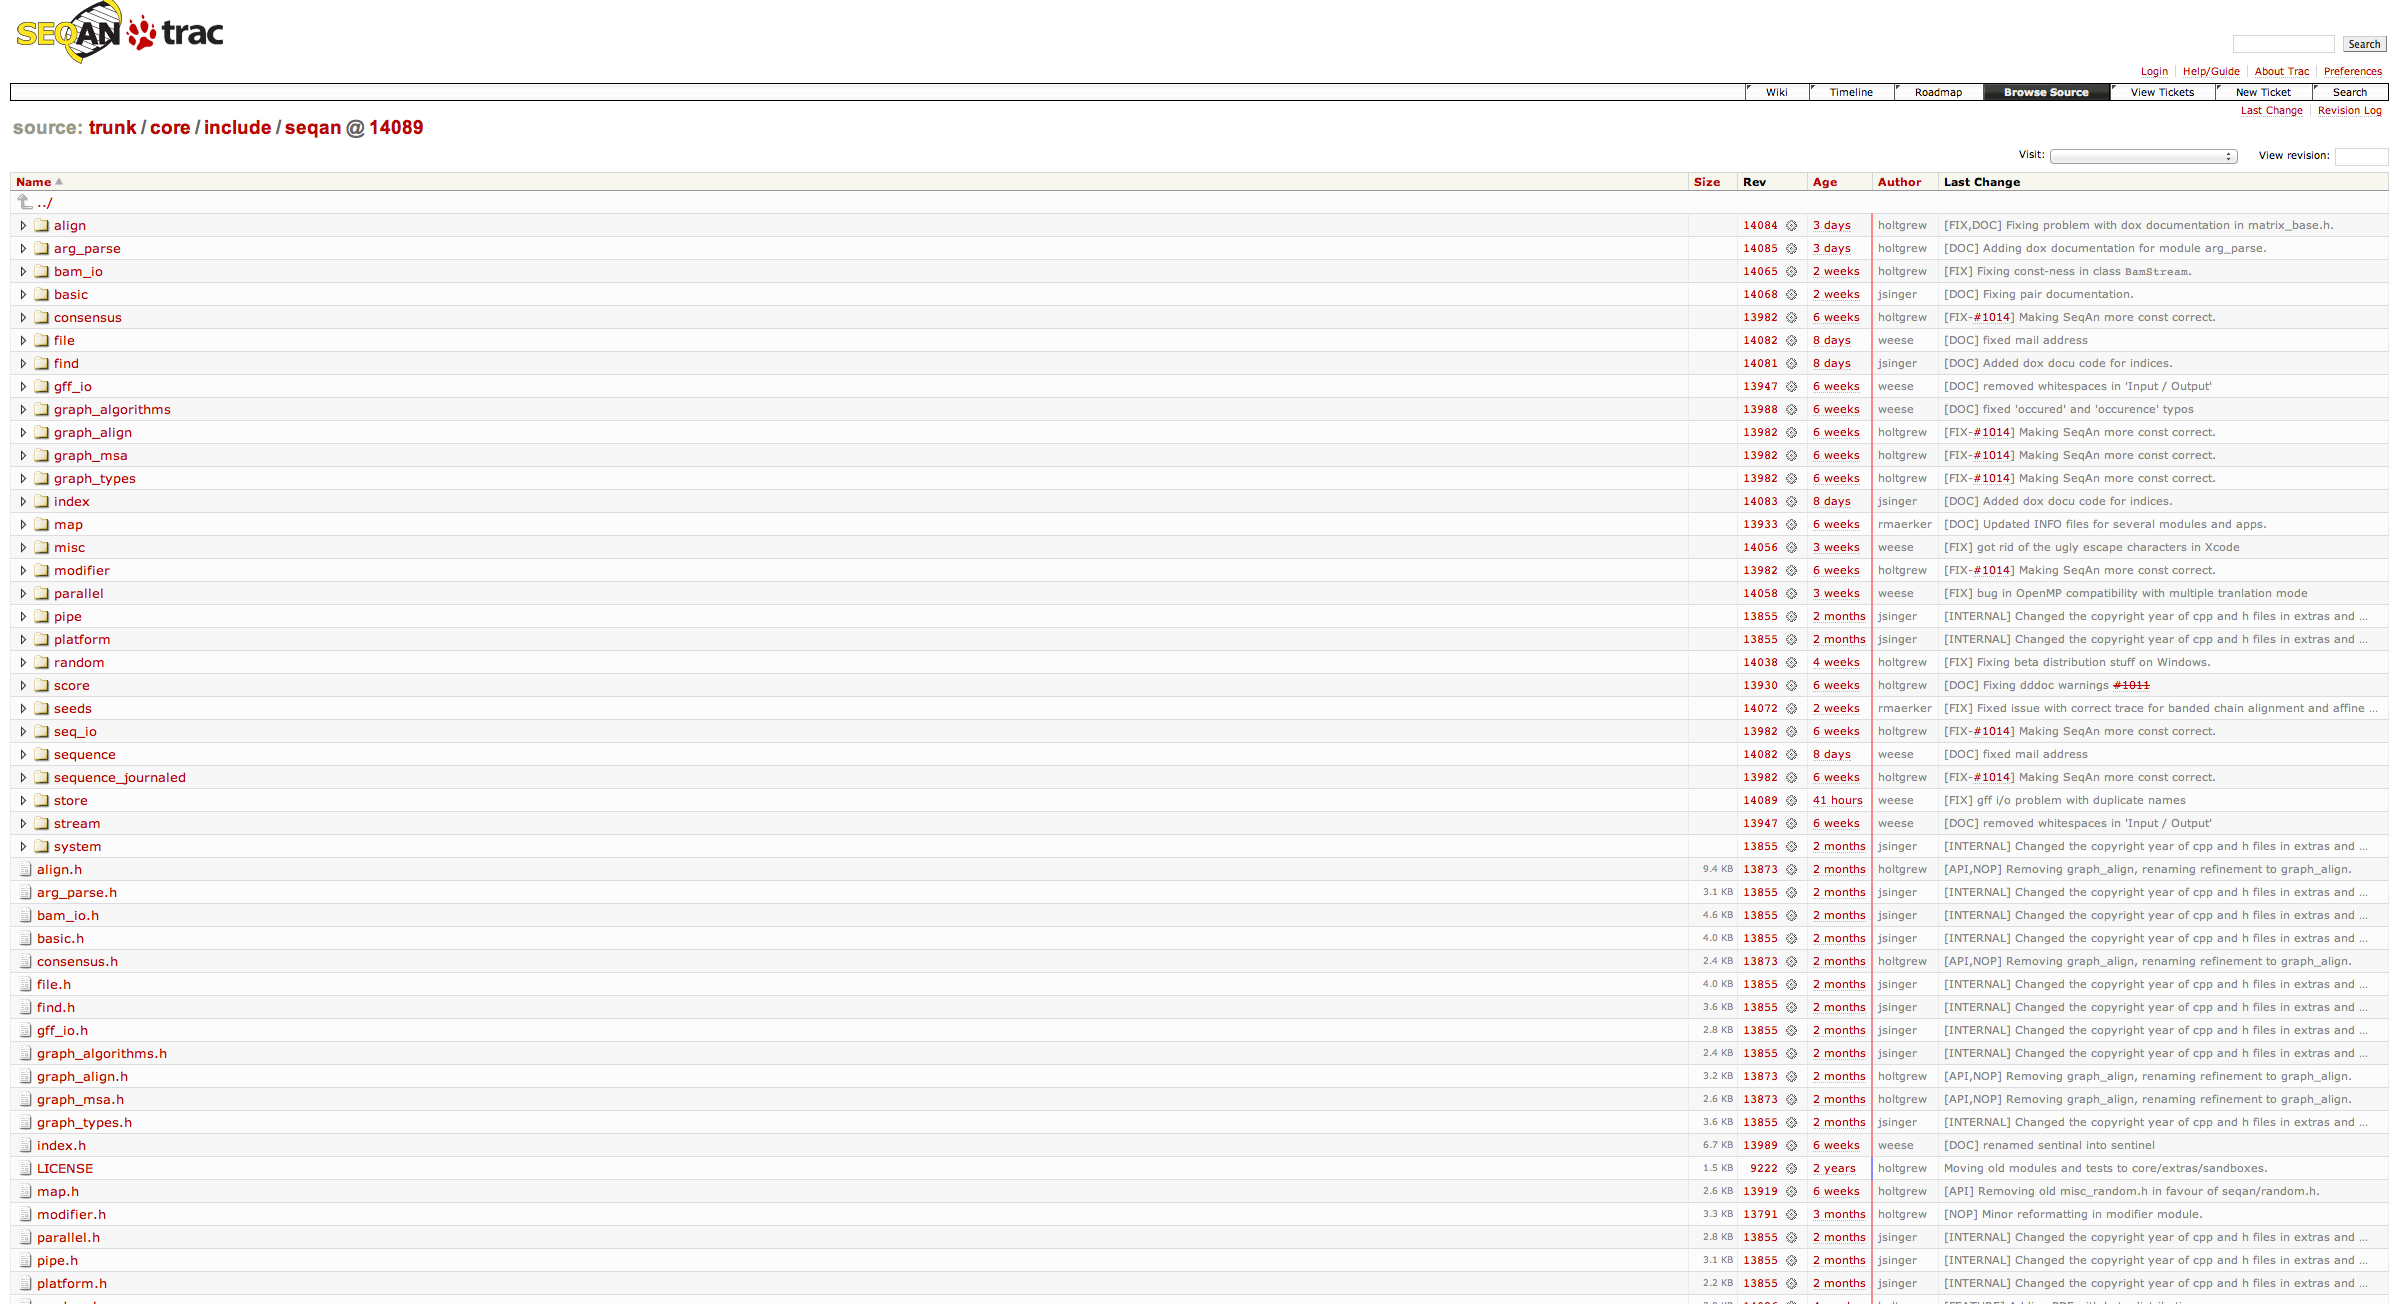 SEQAN trac
Search
Login Help/Guide About Trac Preferences
Wiki Timeline Roadmap Browse Source View Tickets New Ticket Search
Last Change Revision Log
source: trunk / core / include / seqan @ 14089
Visit: View revision:
Name Size Rev Age Author Last Change
../
align 14084 3 days holtgrew [FIX,DOC] Fixing problem with dox documentation in matrix_base.h.
arg_parse 14085 3 days holtgrew [DOC] Adding dox documentation for module arg_parse.
bam_io 14065 2 weeks holtgrew [FIX] Fixing const-ness in class BamStream.
basic 14068 2 weeks jsinger [DOC] Fixing pair documentation.
consensus 13982 6 weeks holtgrew [FIX-#1014] Making SeqAn more const correct.
file 14082 8 days weese [DOC] fixed mail address
find 14081 8 days jsinger [DOC] Added dox docu code for indices.
gff_io 13947 6 weeks weese [DOC] removed whitespaces in 'Input / Output'
graph_algorithms 13988 6 weeks weese [DOC] fixed 'occured' and 'occurence' typos
graph_align 13982 6 weeks holtgrew [FIX-#1014] Making SeqAn more const correct.
graph_msa 13982 6 weeks holtgrew [FIX-#1014] Making SeqAn more const correct.
graph_types 13982 6 weeks holtgrew [FIX-#1014] Making SeqAn more const correct.
index 14083 8 days jsinger [DOC] Added dox docu code for indices.
map 13933 6 weeks rmaerker [DOC] Updated INFO files for several modules and apps.
misc 14056 3 weeks weese [FIX] got rid of the ugly escape characters in Xcode
modifier 13982 6 weeks holtgrew [FIX-#1014] Making SeqAn more const correct.
parallel 14058 3 weeks weese [FIX] bug in OpenMP compatibility with multiple tranlation mode
pipe 13855 2 months jsinger [INTERNAL] Changed the copyright year of cpp and h files in extras and ...
platform 13855 2 months jsinger [INTERNAL] Changed the copyright year of cpp and h files in extras and ...
random 14038 4 weeks holtgrew [FIX] Fixing beta distribution stuff on Windows.
score 13930 6 weeks holtgrew [DOC] Fixing dddoc warnings #1011
seeds 14072 2 weeks rmaerker [FIX] Fixed issue with correct trace for banded chain alignment and affine ...
seq_io 13982 6 weeks holtgrew [FIX-#1014] Making SeqAn more const correct.
sequence 14082 8 days weese [DOC] fixed mail address
sequence_journaled 13982 6 weeks holtgrew [FIX-#1014] Making SeqAn more const correct.
store 14089 41 hours weese [FIX] gff i/o problem with duplicate names
stream 13947 6 weeks weese [DOC] removed whitespaces in 'Input / Output'
system 13855 2 months jsinger [INTERNAL] Changed the copyright year of cpp and h files in extras and ...
align.h 9.4 KB 13873 2 months holtgrew [API,NOP] Removing graph_align, renaming refinement to graph_align.
arg_parse.h 3.1 KB 13855 2 months jsinger [INTERNAL] Changed the copyright year of cpp and h files in extras and ...
bam_io.h 4.6 KB 13855 2 months jsinger [INTERNAL] Changed the copyright year of cpp and h files in extras and ...
basic.h 4.0 KB 13855 2 months jsinger [INTERNAL] Changed the copyright year of cpp and h files in extras and ...
consensus.h 2.4 KB 13873 2 months holtgrew [API,NOP] Removing graph_align, renaming refinement to graph_align.
file.h 4.0 KB 13855 2 months jsinger [INTERNAL] Changed the copyright year of cpp and h files in extras and ...
find.h 3.6 KB 13855 2 months jsinger [INTERNAL] Changed the copyright year of cpp and h files in extras and ...
gff_io.h 2.8 KB 13855 2 months jsinger [INTERNAL] Changed the copyright year of cpp and h files in extras and ...
graph_algorithms.h 2.4 KB 13855 2 months jsinger [INTERNAL] Changed the copyright year of cpp and h files in extras and ...
graph_align.h 3.2 KB 13873 2 months holtgrew [API,NOP] Removing graph_align, renaming refinement to graph_align.
graph_msa.h 2.6 KB 13873 2 months holtgrew [API,NOP] Removing graph_align, renaming refinement to graph_align.
graph_types.h 3.6 KB 13855 2 months jsinger [INTERNAL] Changed the copyright year of cpp and h files in extras and ...
index.h 6.7 KB 13989 6 weeks weese [DOC] renamed sentinal into sentinel
LICENSE 1.5 KB 9222 2 years holtgrew Moving old modules and tests to core/extras/sandboxes.
map.h 2.6 KB 13919 6 weeks holtgrew [API] Removing old misc_random.h in favour of seqan/random.h.
modifier.h 3.3 KB 13791 3 months holtgrew [NOP] Minor reformatting in modifier module.
parallel.h 2.8 KB 13855 2 months jsinger [INTERNAL] Changed the copyright year of cpp and h files in extras and ...
pipe.h 3.1 KB 13855 2 months jsinger [INTERNAL] Changed the copyright year of cpp and h files in extras and ...
platform.h 2.2 KB 13855 2 months jsinger [INTERNAL] Changed the copyright year of cpp and h files in extras and ...